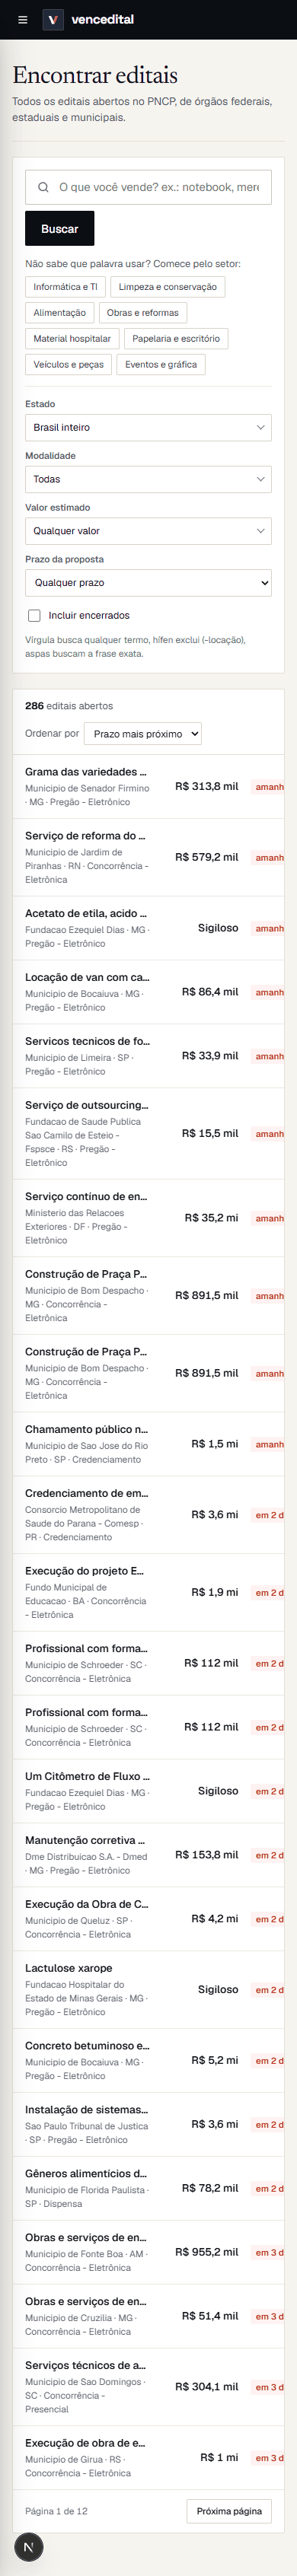 vencedital
Encontrar editais
Todos os editais abertos no PNCP, de órgãos federais,
estaduais e municipais.
O que você vende? ex.: notebook, mere
Buscar
Não sabe que palavra usar? Comece pelo setor:
Informática e TI
Limpeza e conservação
Alimentação
Obras e reformas
Material hospitalar
Papelaria e escritório
Veículos e peças
Eventos e gráfica
Estado
Brasil inteiro
Modalidade
Todas
Valor estimado
Qualquer valor
Prazo da proposta
Qualquer prazo
Incluir encerrados
Vírgula busca qualquer termo, hífen exclui (-locação),
aspas buscam a frase exata.
286 editais abertos
Ordenar por Prazo mais próximo
Grama das variedades ...
Municipio de Senador Firmino
· MG · Pregão - Eletrônico
R$ 313,8 mil
amanh
Serviço de reforma do ...
Municipio de Jardim de
Piranhas · RN · Concorrência -
Eletrônica
R$ 579,2 mil
amanh
Acetato de etila, acido ...
Fundacao Ezequiel Dias · MG ·
Pregão - Eletrônico
Sigiloso
amanh
Locação de van com ca...
Municipio de Bocaiuva · MG ·
Pregão - Eletrônico
R$ 86,4 mil
amanh
Servicos tecnicos de fo...
Municipio de Limeira · SP ·
Pregão - Eletrônico
R$ 33,9 mil
amanh
Serviço de outsourcing...
Fundacao de Saude Publica
Sao Camilo de Esteio -
Fspsce · RS · Pregão -
Eletrônico
R$ 15,5 mil
amanh
Serviço contínuo de en...
Ministerio das Relacoes
Exteriores · DF · Pregão -
Eletrônico
R$ 35,2 mil
amanh
Construção de Praça P...
Municipio de Bom Despacho ·
MG · Concorrência -
Eletrônica
R$ 891,5 mil
amanh
Construção de Praça P...
Municipio de Bom Despacho ·
MG · Concorrência -
Eletrônica
R$ 891,5 mil
amanh
Chamamento público n...
Municipio de Sao Jose do Rio
Preto · SP · Credenciamento
R$ 1,5 mi
amanh
Credenciamento de em...
Consorcio Metropolitano de
Saude do Parana - Comesp ·
PR · Credenciamento
R$ 3,6 mi
em 2 d
Execução do projeto E...
Fundo Municipal de
Educacao · BA · Concorrência
- Eletrônica
R$ 1,9 mi
em 2 d
Profissional com forma...
Municipio de Schroeder · SC ·
Concorrência - Eletrônica
R$ 112 mil
em 2 d
Profissional com forma...
Municipio de Schroeder · SC ·
Concorrência - Eletrônica
R$ 112 mil
em 2 d
Um Citômetro de Fluxo ...
Fundacao Ezequiel Dias · MG ·
Pregão - Eletrônico
Sigiloso
em 2 d
Manutenção corretiva ...
Dme Distribuicao S.A. - Dmed
· MG · Pregão - Eletrônico
R$ 153,8 mil
em 2 d
Execução da Obra de C...
Municipio de Queluz · SP ·
Concorrência - Eletrônica
R$ 4,2 mi
em 2 d
Lactulose xarope
Fundacao Hospitalar do
Estado de Minas Gerais · MG ·
Pregão - Eletrônico
Sigiloso
em 2 d
Concreto betuminoso e...
Municipio de Bocaiuva · MG ·
Pregão - Eletrônico
R$ 5,2 mi
em 2 d
Instalação de sistemas...
Sao Paulo Tribunal de Justica
· SP · Pregão - Eletrônico
R$ 3,6 mi
em 2 d
Gêneros alimentícios d...
Municipio de Florida Paulista ·
SP · Dispensa
R$ 78,2 mil
em 2 d
Obras e serviços de en...
Municipio de Fonte Boa · AM ·
Concorrência - Eletrônica
R$ 955,2 mil
em 3 d
Obras e serviços de en...
Municipio de Cruzilia · MG ·
Concorrência - Eletrônica
R$ 51,4 mil
em 3 d
Serviços técnicos de a...
Municipio de Sao Domingos ·
SC · Concorrência -
Presencial
R$ 304,1 mil
em 3 d
Execução de obra de e...
Municipio de Girua · RS ·
Concorrência - Eletrônica
R$ 1 mi
em 3 d
Página 1 de 12
Próxima página
N